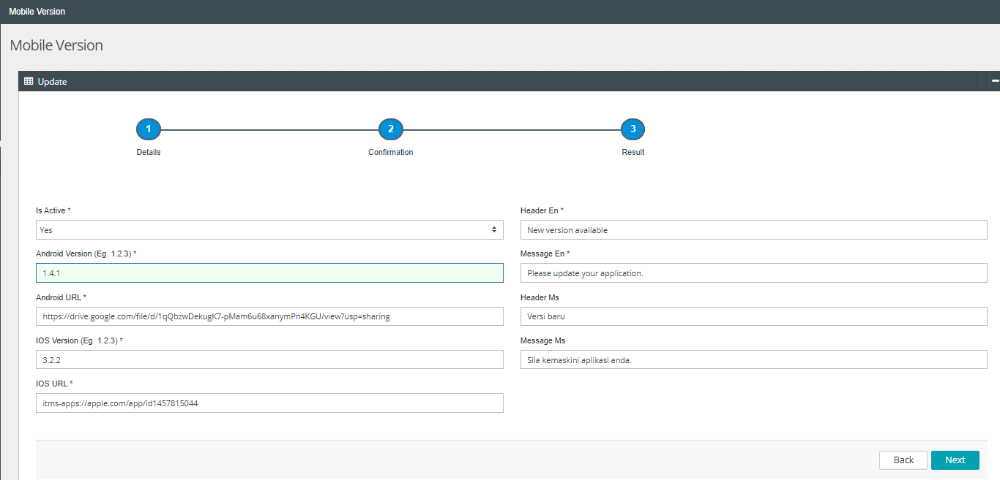 Mobile Version
Mobile Version
Update
1
2
3
Details
Confirmation
Result
Is Active *
Yes
Android Version (Eg. 1.2.3) *
1.4.1
Android URL *
https://drive.google.com/file/d/1qQbzwDekugK7-pMam6u68xanymPn4KGU/view?usp=sharing
IOS Version (Eg. 1.2.3) *
3.2.2
IOS URL *
itms-apps://apple.com/app/id1457815044
Header En *
New version available
Message En *
Please update your application.
Header Ms
Versi baru
Message Ms
Sila kemaskini aplikasi anda.
Back
Next